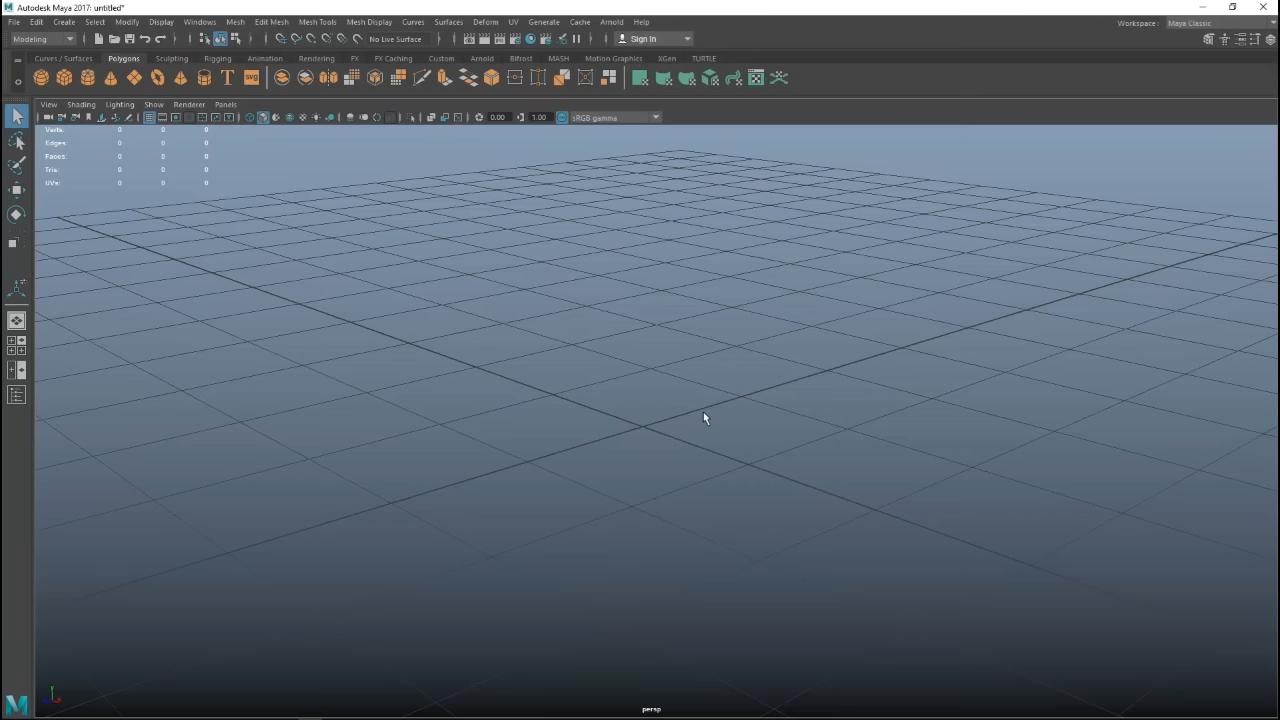 Autodesk Maya 2017: untitled*
File Edit Create Select Modify Display Windows Mesh Edit Mesh Mesh Tools Mesh Display Curves Surfaces Deform UV Generate Cache Arnold Help
Workspace: Maya Classic
Modeling No Live Surface Sign In
Curves / Surfaces Polygons Sculpting Rigging Animation Rendering FX FX Caching Custom Arnold Bifrost MASH Motion Graphics XGen TURTLE
T SVG
View Shading Lighting Show Renderer Panels
0.00 1.00 sRGB gamma
Verts: 0 0 0
Edges: 0 0 0
Faces: 0 0 0
Tris: 0 0 0
UVs: 0 0 0
persp